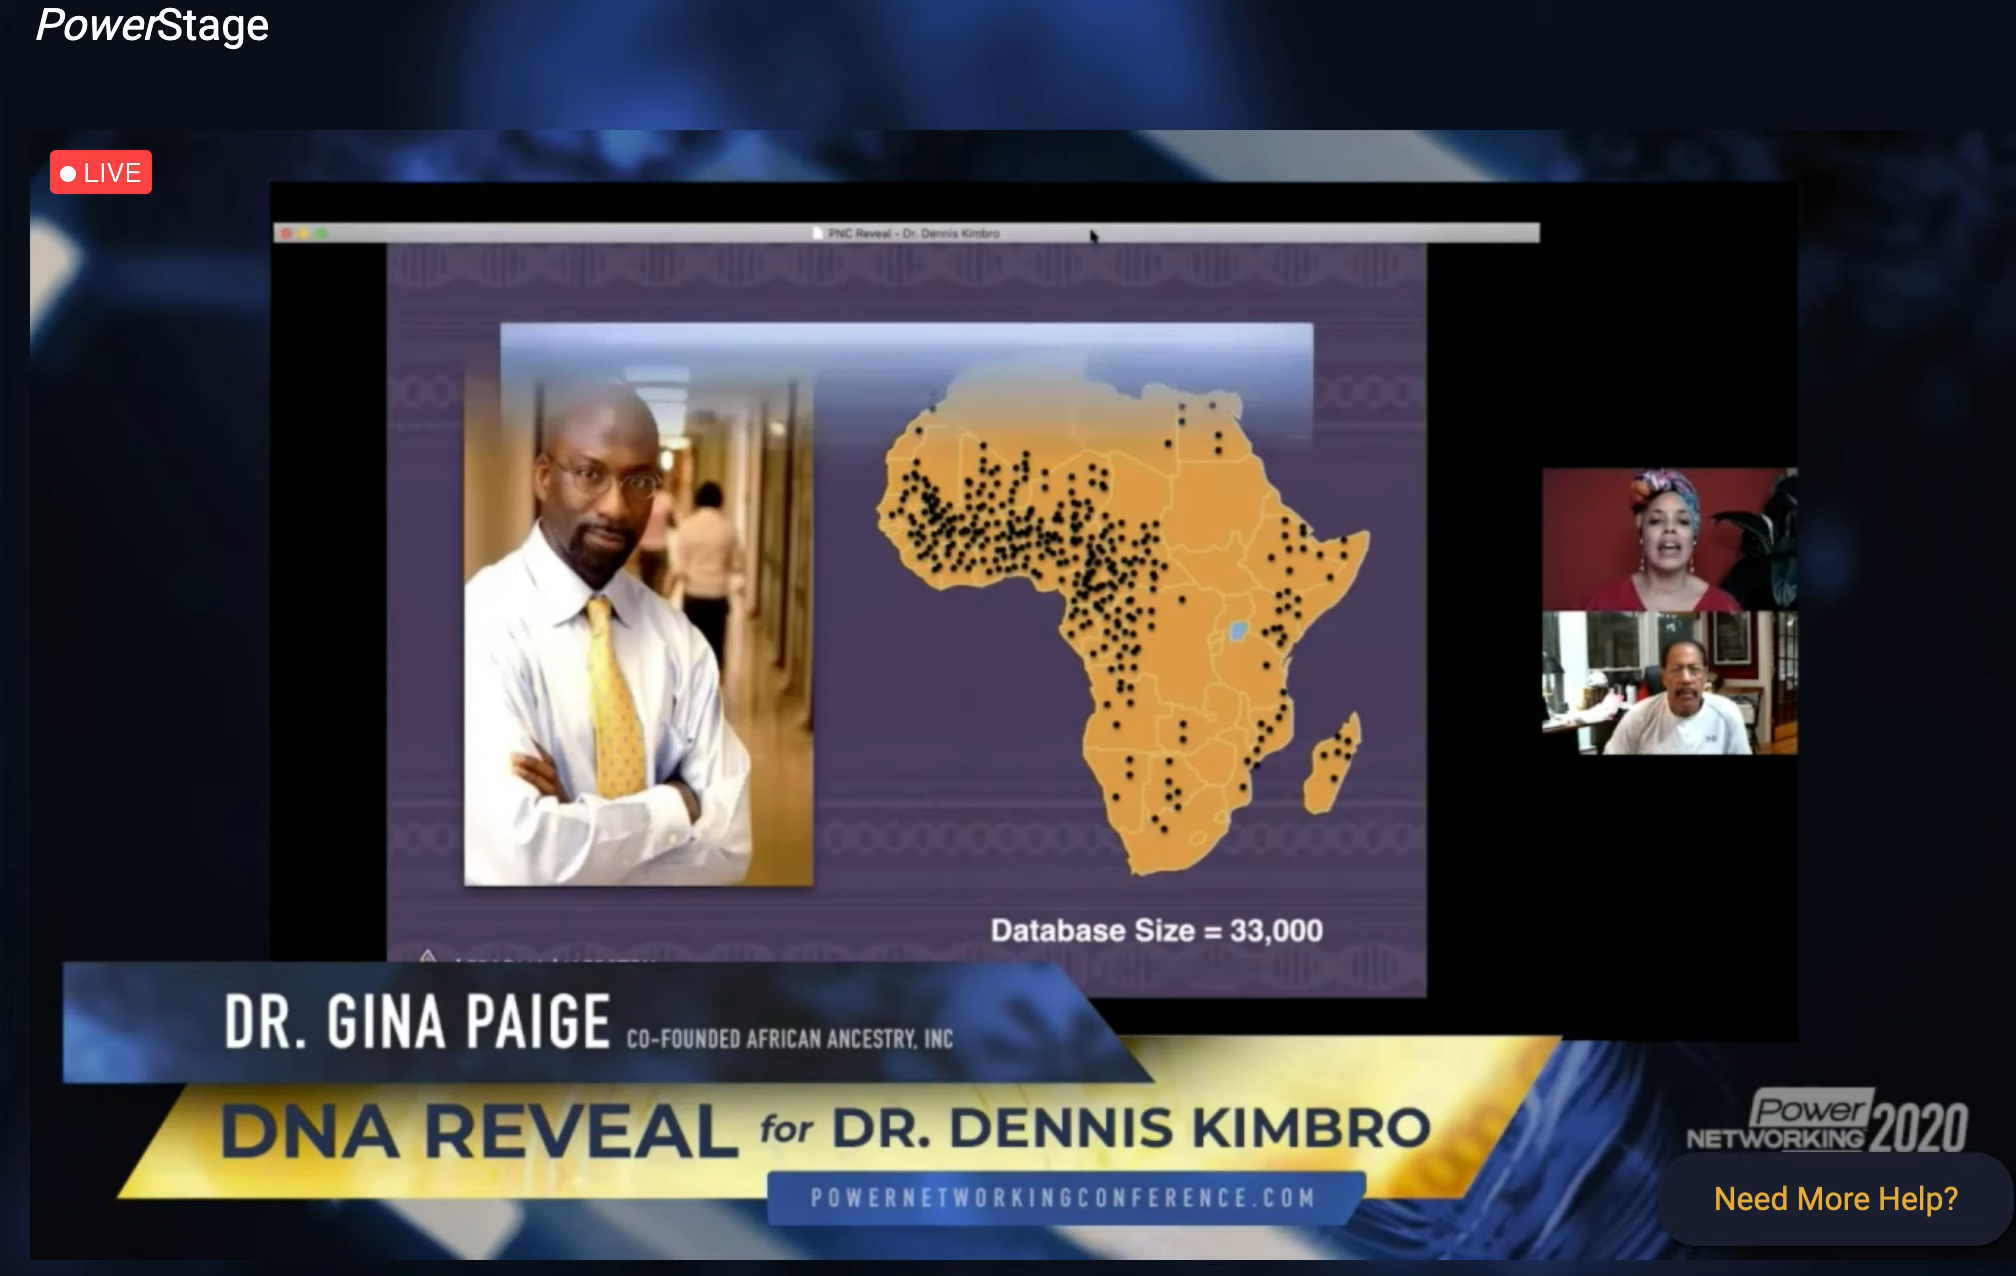 PowerStage
LIVE
PNC Reveal - Dr. Dennis Kimbro
Database Size = 33,000
DR. GINA PAIGE CO-FOUNDED AFRICAN ANCESTRY, INC
DNA REVEAL for DR. DENNIS KIMBRO
POWERNETWORKINGCONFERENCE.COM
Power
NETWORKING 2020
Need More Help?